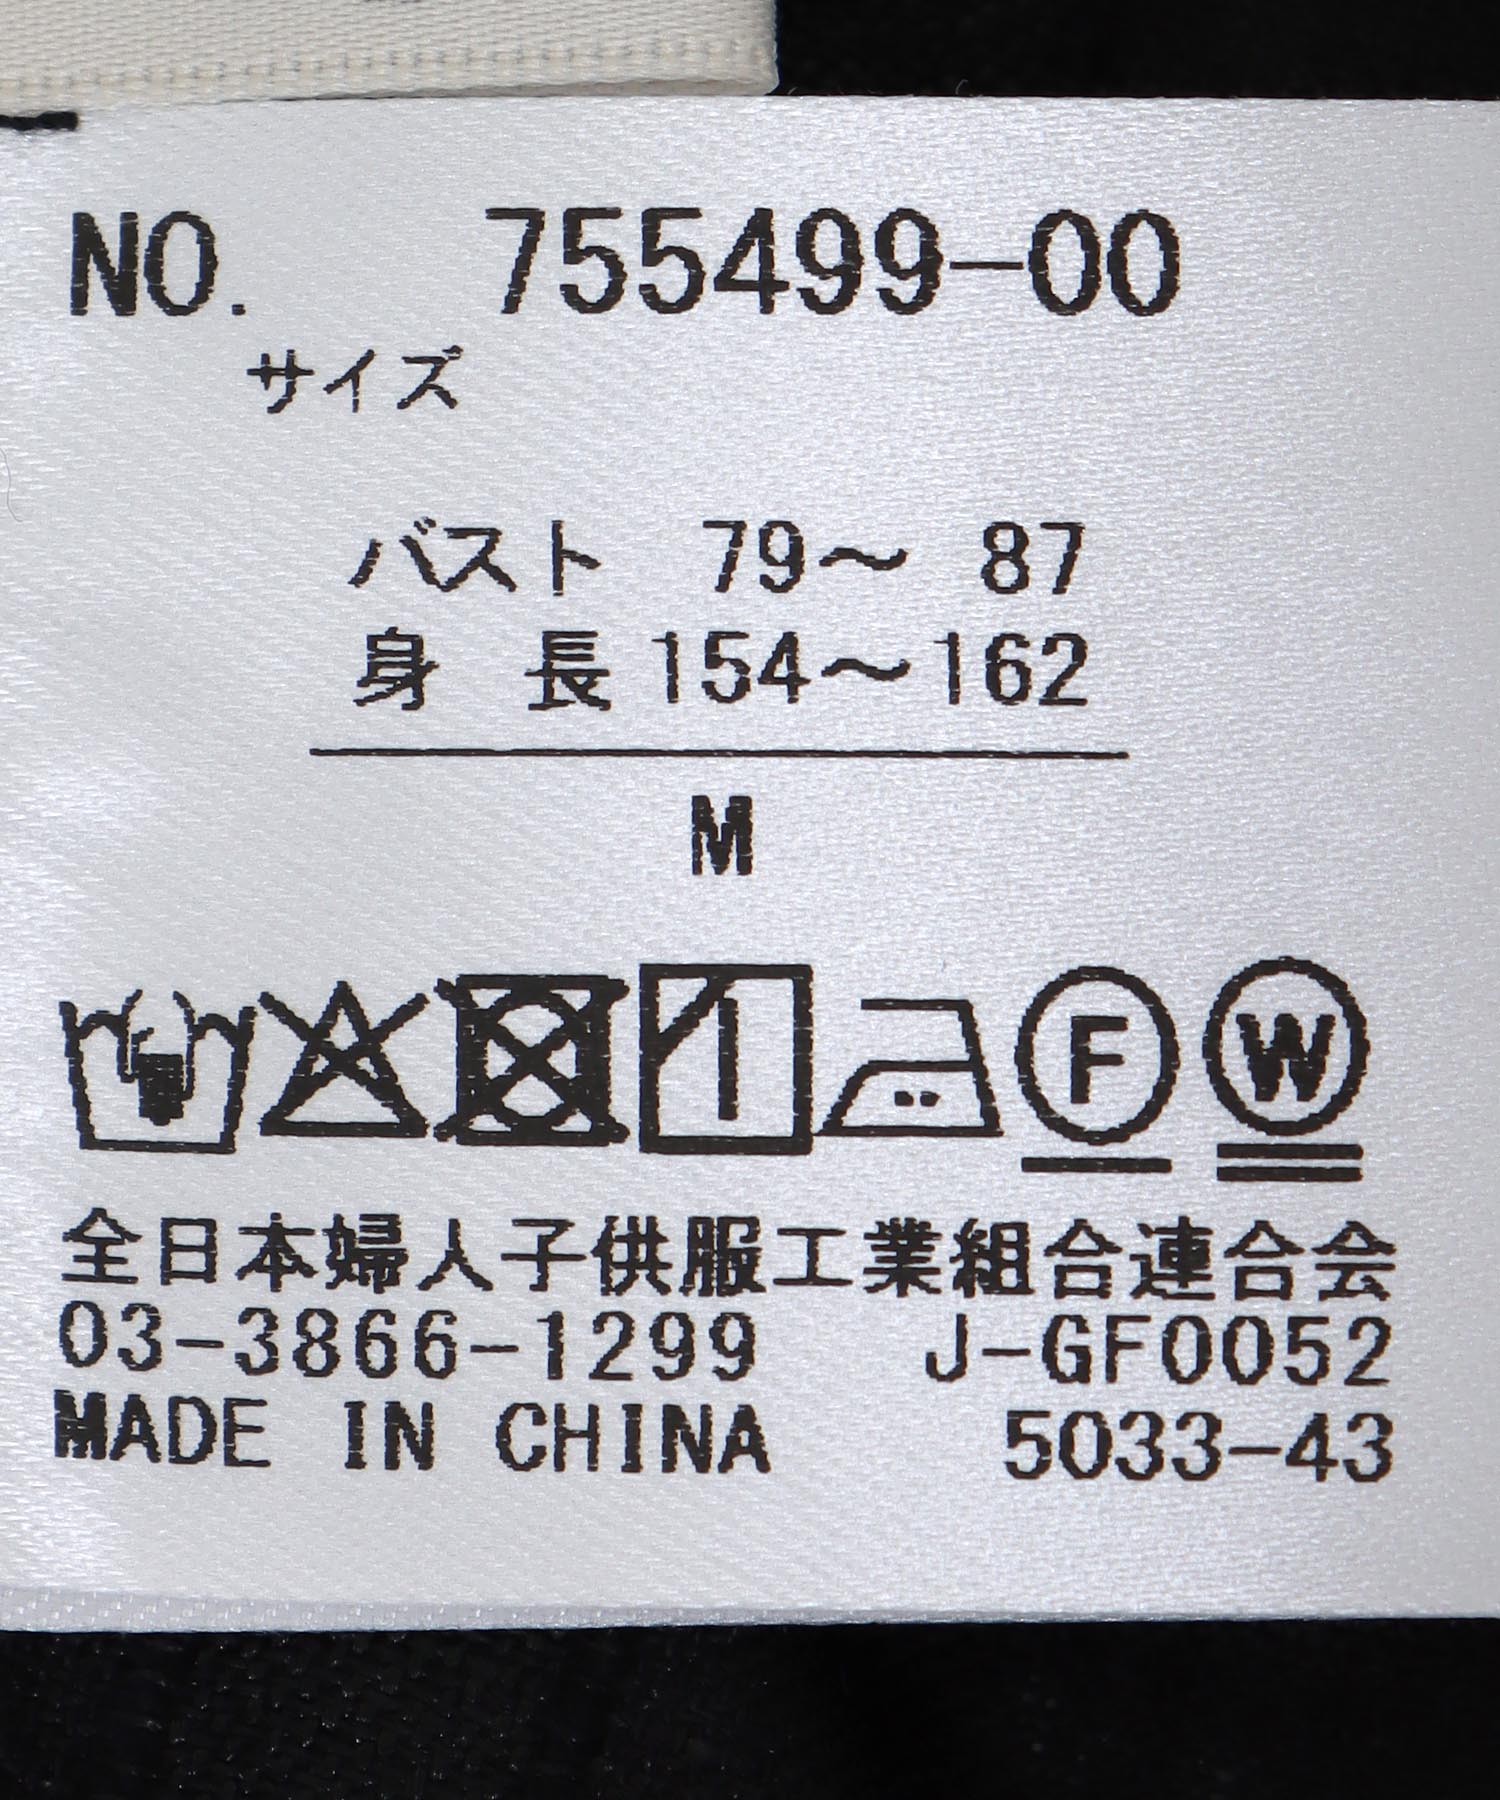 NO. 755499-00
サイズ
バスト 79〜 87
身 長 154〜162
M
F W
全日本婦人子供服工業組合連合会
03-3866-1299 J-GF0052
MADE IN CHINA 5033-43